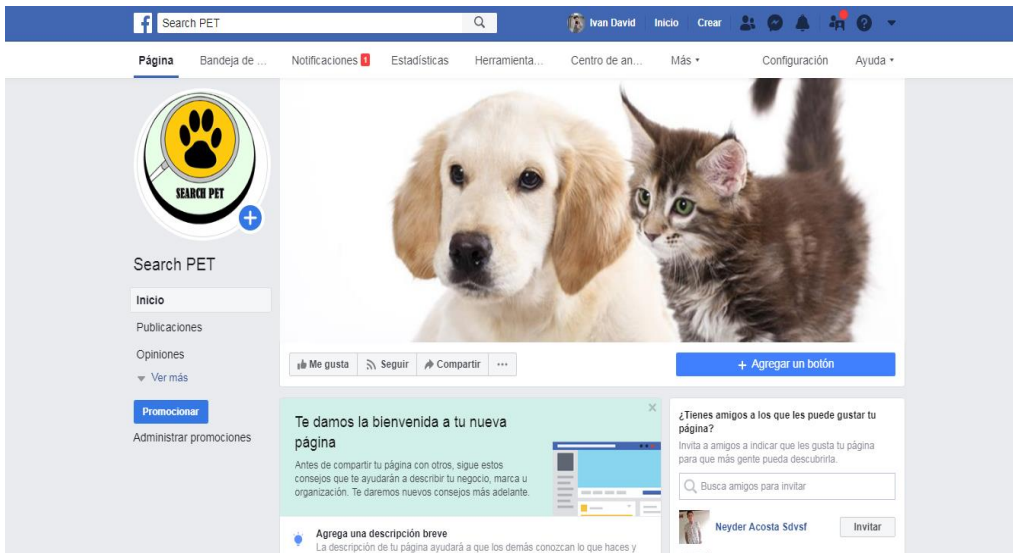 Search PET
Ivan David
Inicio
Crear
Página
Bandeja de ...
Notificaciones 1
Estadísticas
Herramienta...
Centro de an...
Más
Configuración
Ayuda
SEARCH PET
Search PET
Inicio
Publicaciones
Opiniones
Ver más
Promocionar
Administrar promociones
Me gusta
Seguir
Compartir
+ Agregar un botón
Te damos la bienvenida a tu nueva
página
Antes de compartir tu página con otros, sigue estos
consejos que te ayudarán a describir tu negocio, marca u
organización. Te daremos nuevos consejos más adelante.
Agrega una descripción breve
La descripción de tu página ayudará a que los demás conozcan lo que haces y
¿Tienes amigos a los que les puede gustar tu
página?
Invita a amigos a indicar que les gusta tu página
para que más gente pueda descubrirla.
Busca amigos para invitar
Neyder Acosta Sdvsf
Invitar